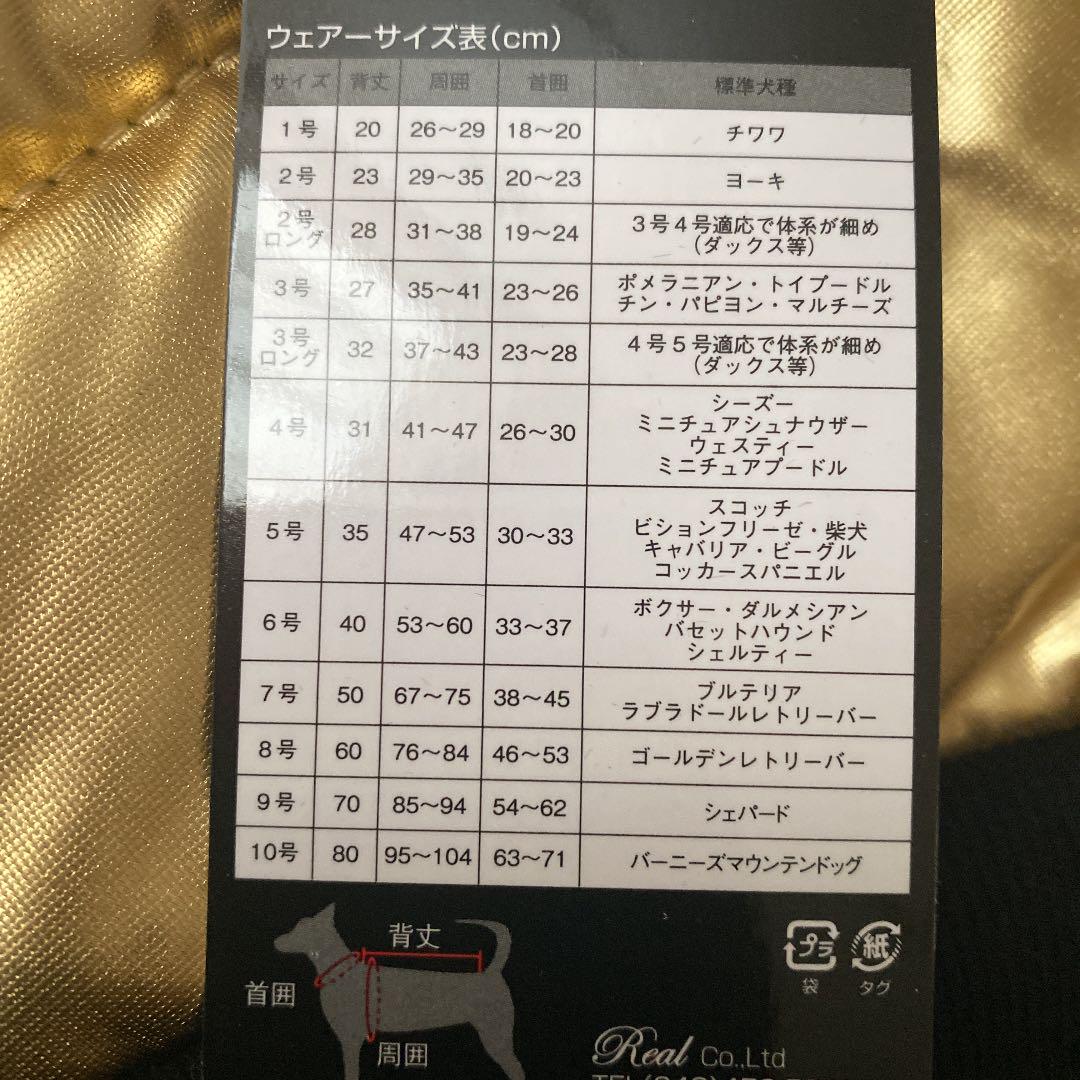 ウェアーサイズ表(cm)
サイズ 背丈 周囲 首囲 標準犬種
1号 20 26〜29 18〜20 チワワ
2号 23 29〜35 20〜23 ヨーキ
2号ロング 28 31〜38 19〜24 3号4号適応で体系が細め
(ダックス等)
3号 27 35〜41 23〜26 ポメラニアン・トイプードル
チン・パピヨン・マルチーズ
3号ロング 32 37〜43 23〜28 4号5号適応で体系が細め
(ダックス等)
4号 31 41〜47 26〜30 シーズー
ミニチュアシュナウザー
ウェスティー
ミニチュアプードル
5号 35 47〜53 30〜33 スコッチ
ビションフリーゼ・柴犬
キャバリア・ビーグル
コッカースパニエル
6号 40 53〜60 33〜37 ボクサー・ダルメシアン
バセットハウンド
シェルティー
7号 50 67〜75 38〜45 ブルテリア
ラブラドールレトリーバー
8号 60 76〜84 46〜53 ゴールデンレトリーバー
9号 70 85〜94 54〜62 シェパード
10号 80 95〜104 63〜71 バーニーズマウンテンドッグ
背丈
首囲
周囲
プラ 紙
袋 タグ
Real Co.,Ltd